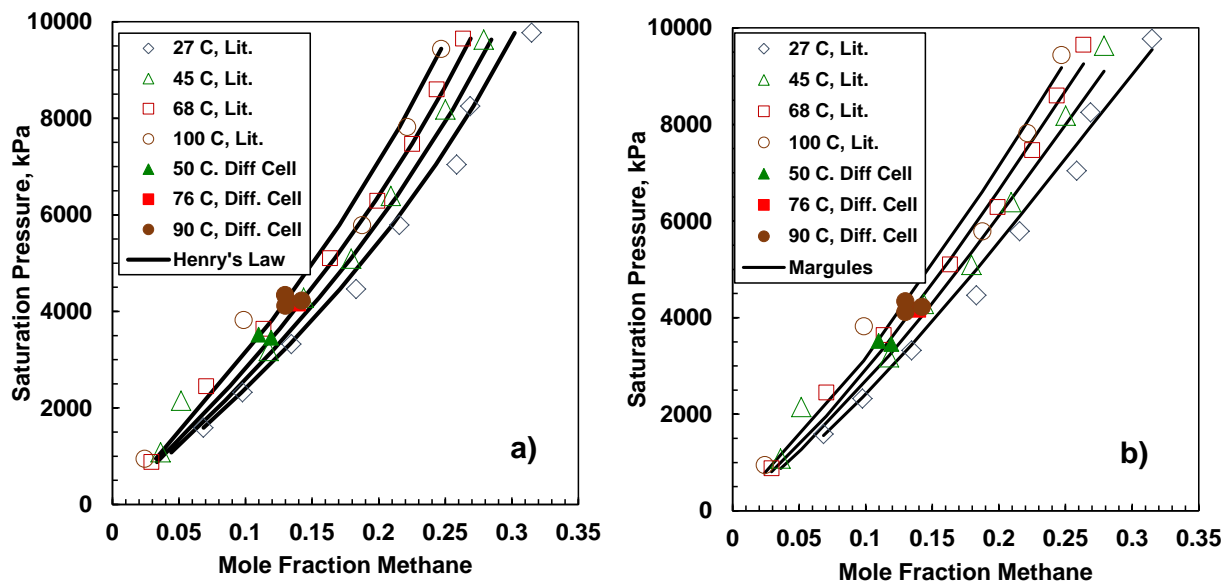 10000
8000
6000
4000
2000
0
Saturation Pressure, kPa
27 C, Lit.
45 C, Lit.
68 C, Lit.
100 C, Lit.
50 C. Diff Cell
76 C, Diff. Cell
90 C, Diff. Cell
Henry's Law
a)
0 0.05 0.1 0.15 0.2 0.25 0.3 0.35
Mole Fraction Methane
10000
8000
6000
4000
2000
0
Saturation Pressure, kPa
27 C, Lit.
45 C, Lit.
68 C, Lit.
100 C, Lit.
50 C. Diff Cell
76 C, Diff. Cell
90 C, Diff. Cell
Margules
b)
0 0.05 0.1 0.15 0.2 0.25 0.3 0.35
Mole Fraction Methane